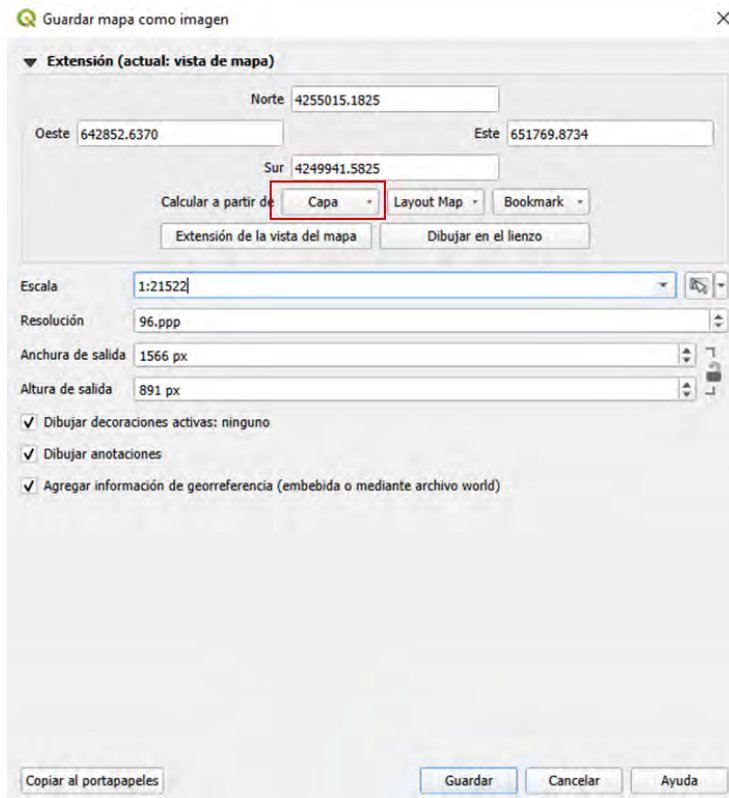 Guardar mapa como imagen
Extensión (actual: vista de mapa)
Norte 4255015.1825
Oeste 642852.6370 Este 651769.8734
Sur 4249941.5825
Calcular a partir de Capa Layout Map Bookmark
Extensión de la vista del mapa Dibujar en el lienzo
Escala 1:21522
Resolución 96.ppp
Anchura de salida 1566 px
Altura de salida 891 px
Dibujar decoraciones activas: ninguno
Dibujar anotaciones
Agregar información de georreferencia (embebida o mediante archivo world)
Copiar al portapapeles Guardar Cancelar Ayuda